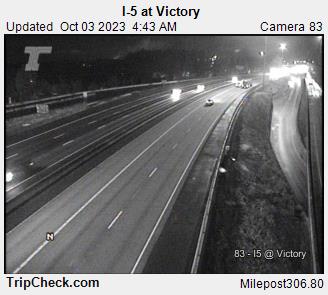 I-5 at Victory
Updated Oct 03 2023 4:43 AM Camera 83
T
N
83 - I5 @ Victory
TripCheck.com Milepost306.80